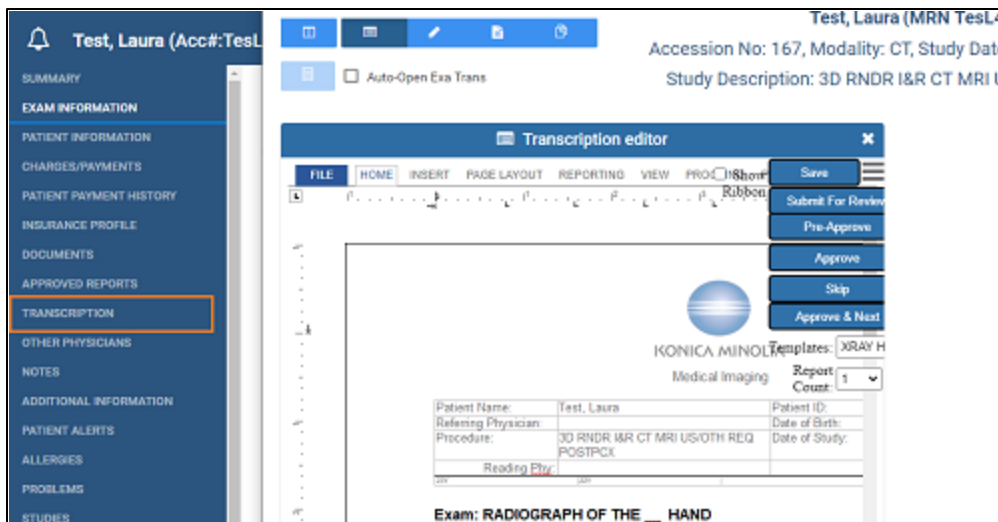 Test, Laura (Acc#:TesL
SUMMARY
EXAM INFORMATION
PATIENT INFORMATION
CHARGES/PAYMENTS
PATIENT PAYMENT HISTORY
INSURANCE PROFILE
DOCUMENTS
APPROVED REPORTS
TRANSCRIPTION
OTHER PHYSICIANS
NOTES
ADDITIONAL INFORMATION
PATIENT ALERTS
ALLERGIES
PROBLEMS
STUDIES
Test, Laura (MRN TesL4
Accession No: 167, Modality: CT, Study Dat
Auto-Open Exa Trans
Study Description: 3D RNDR I&R CT MRI U
Transcription editor
FILE HOME INSERT PAGE LAYOUT REPORTING VIEW
Show Ribbon
Save
Submit For Review
Pre-Approve
Approve
Skip
Approve & Next
Templates: XRAY H
Report Count: 1
KONICA MINOLTA
Medical Imaging
Patient Name: Test, Laura Patient ID:
Referring Physician: Date of Birth:
Procedure: 3D RNDR I&R CT MRI US/OTH REQ Date of Study:
POSTPCX
Reading Phy:
Exam: RADIOGRAPH OF THE __ HAND